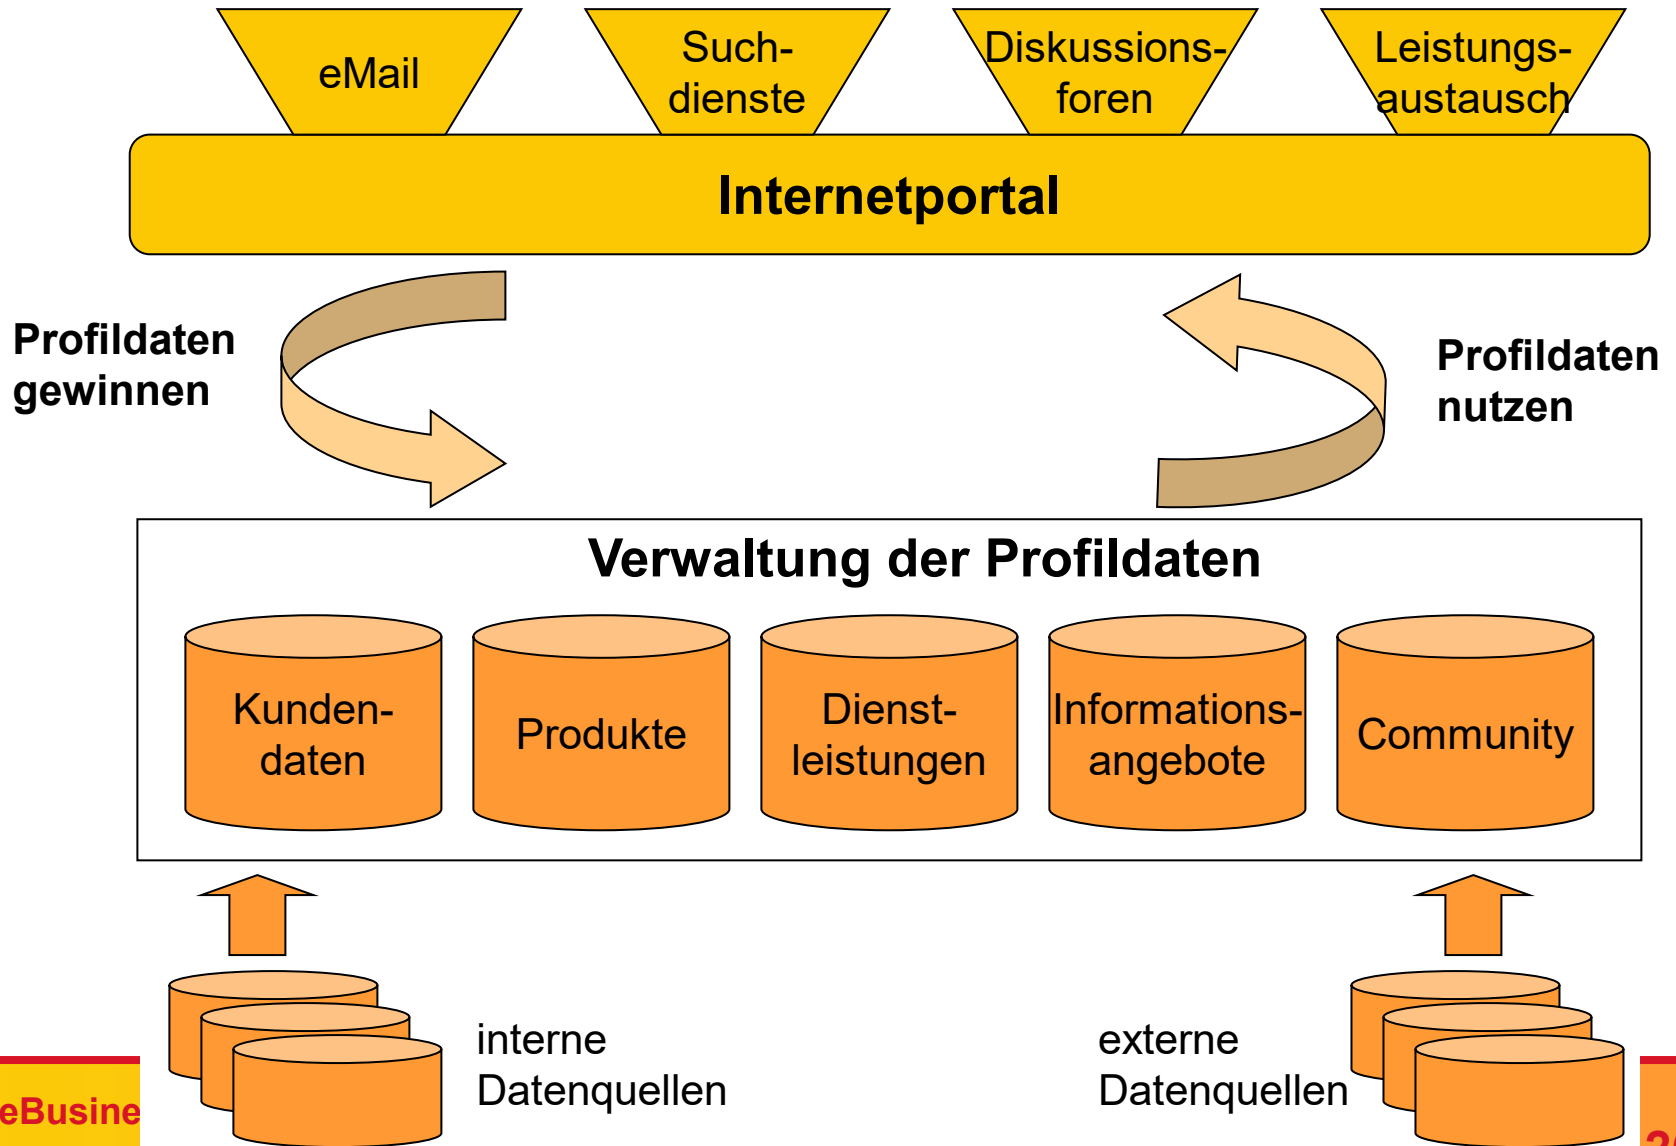 eMail
Such-
dienste
Diskussions-
foren
Leistungs-
austausch
Internetportal
Profildaten
gewinnen
Profildaten
nutzen
Verwaltung der Profildaten
Kunden-
daten
Produkte
Dienst-
leistungen
Informations-
angebote
Community
interne
Datenquellen
externe
Datenquellen
eBusine